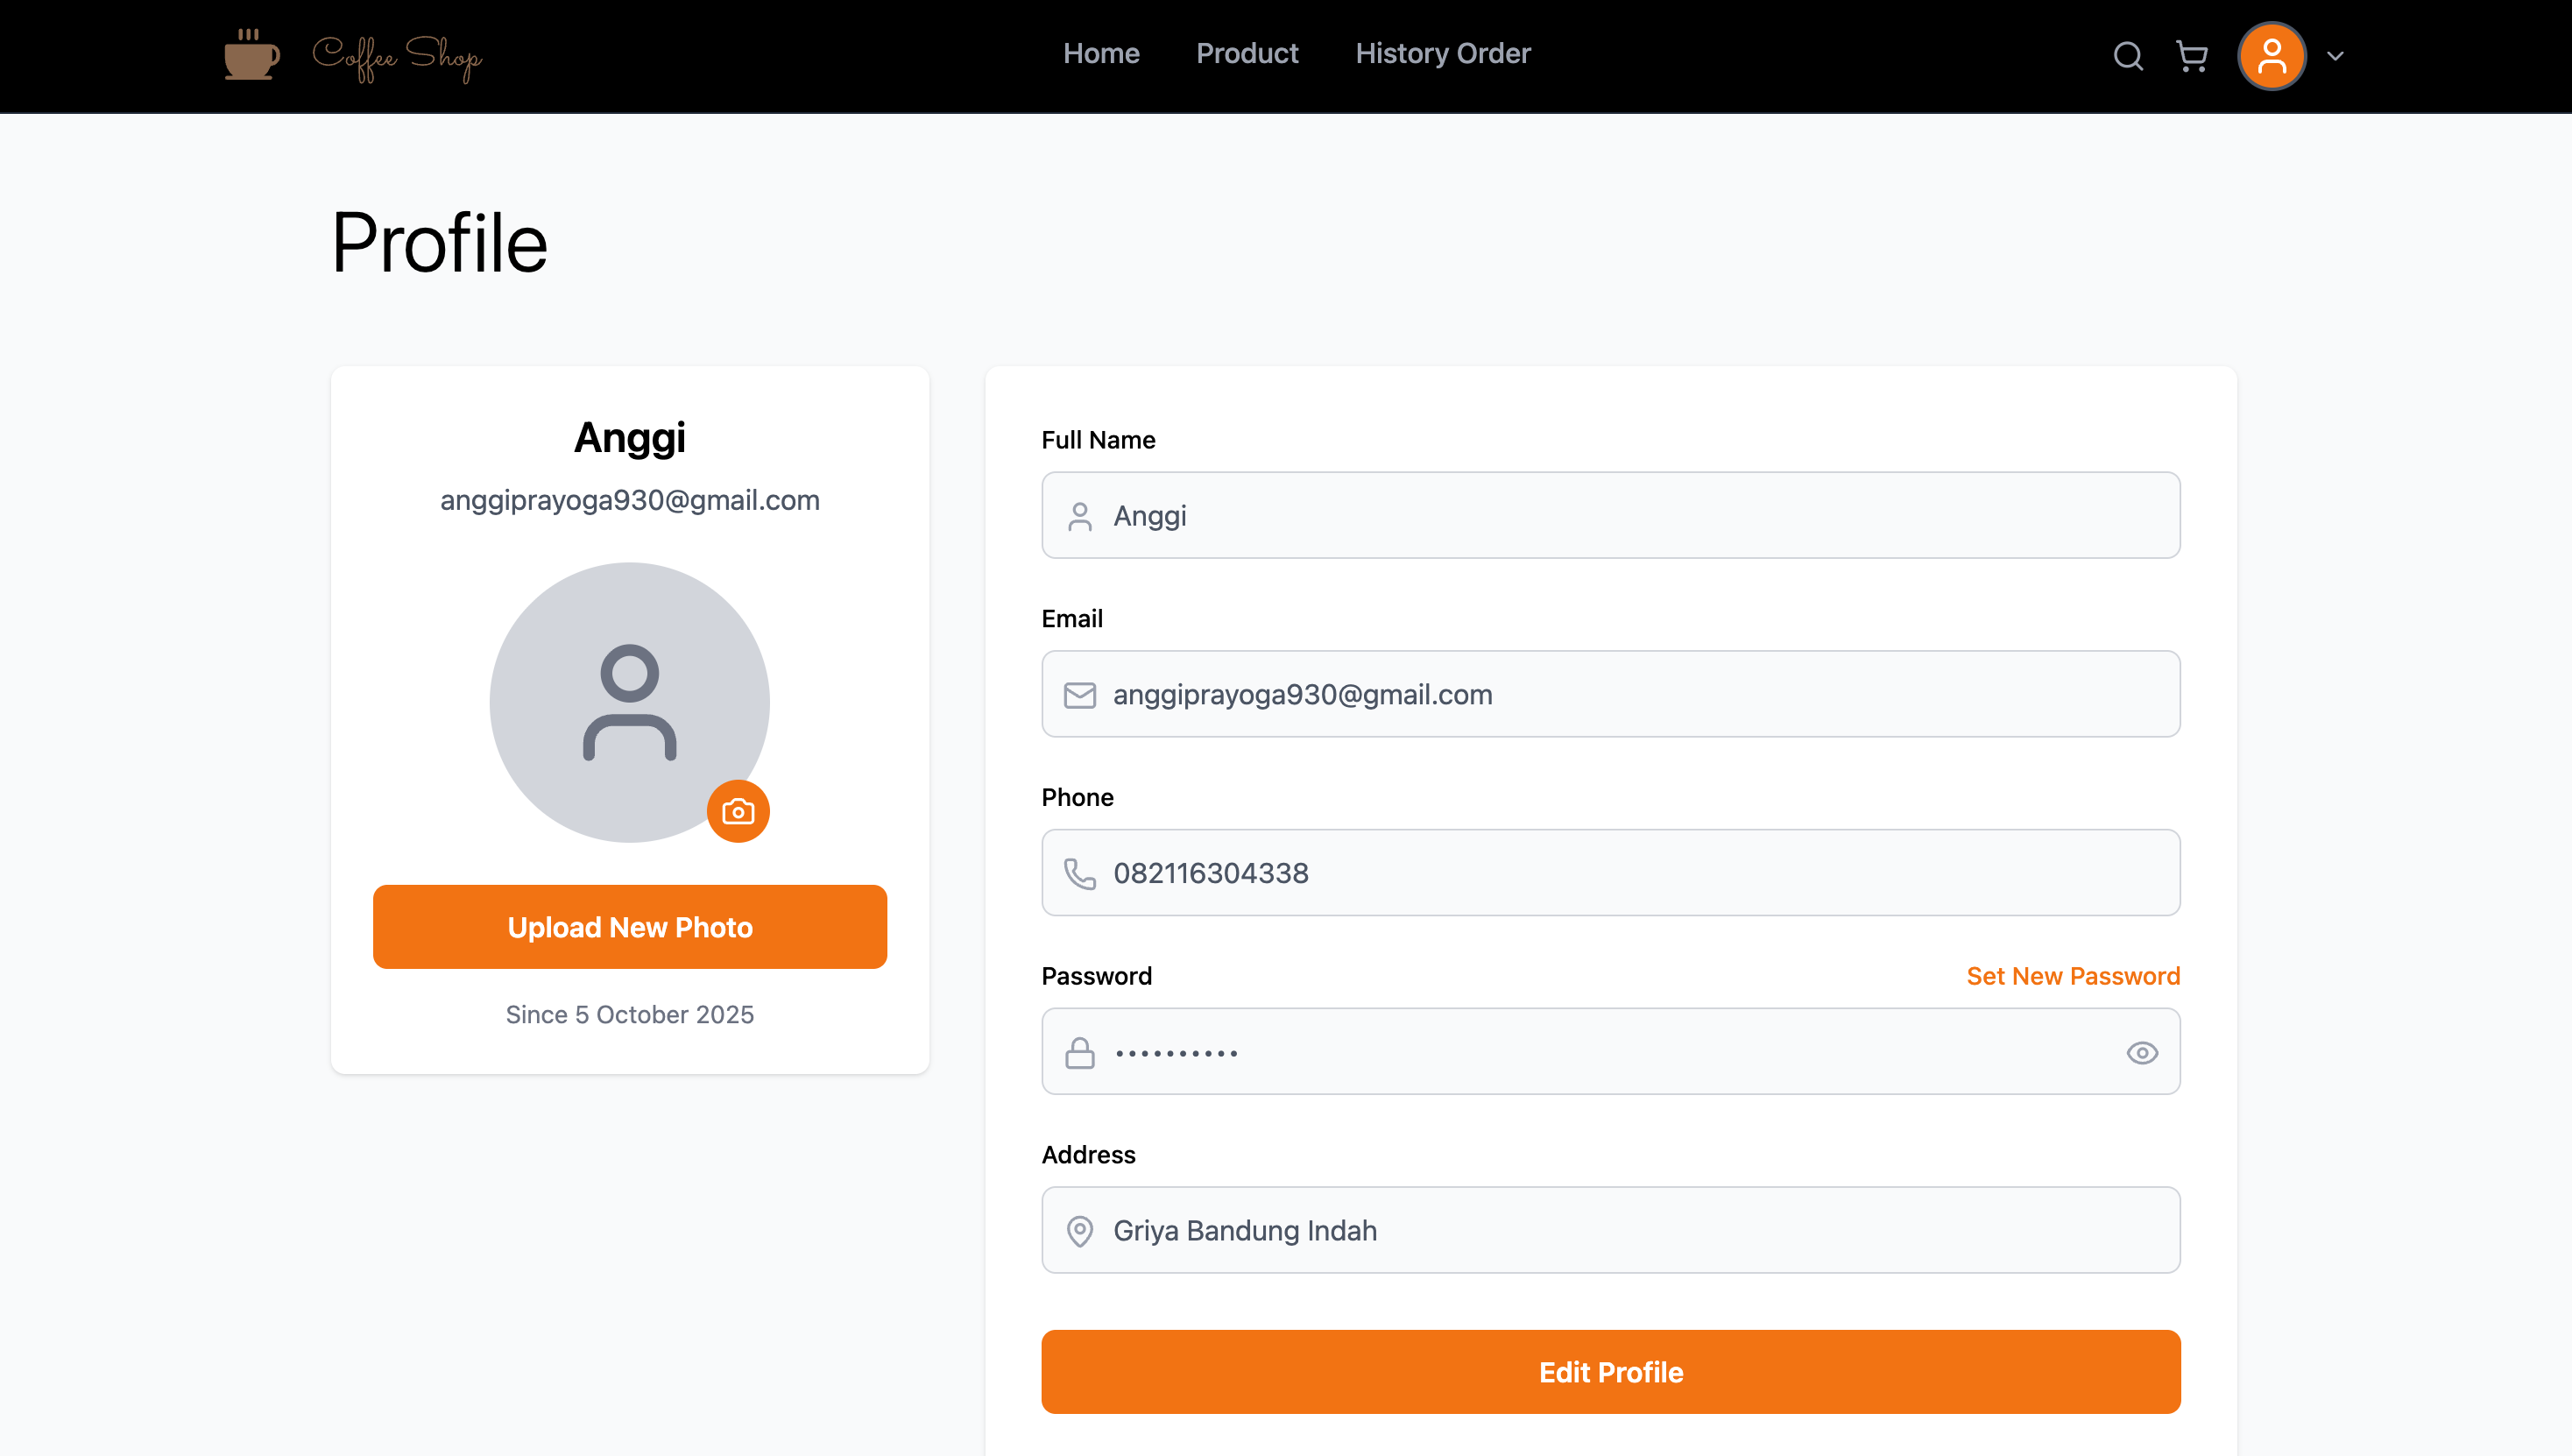 Coffee Shop
Home
Product
History Order
Profile
Anggi
anggiprayoga930@gmail.com
Upload New Photo
Since 5 October 2025
Full Name
Anggi
Email
anggiprayoga930@gmail.com
Phone
082116304338
Password
Set New Password
••••••••••
Address
Griya Bandung Indah
Edit Profile